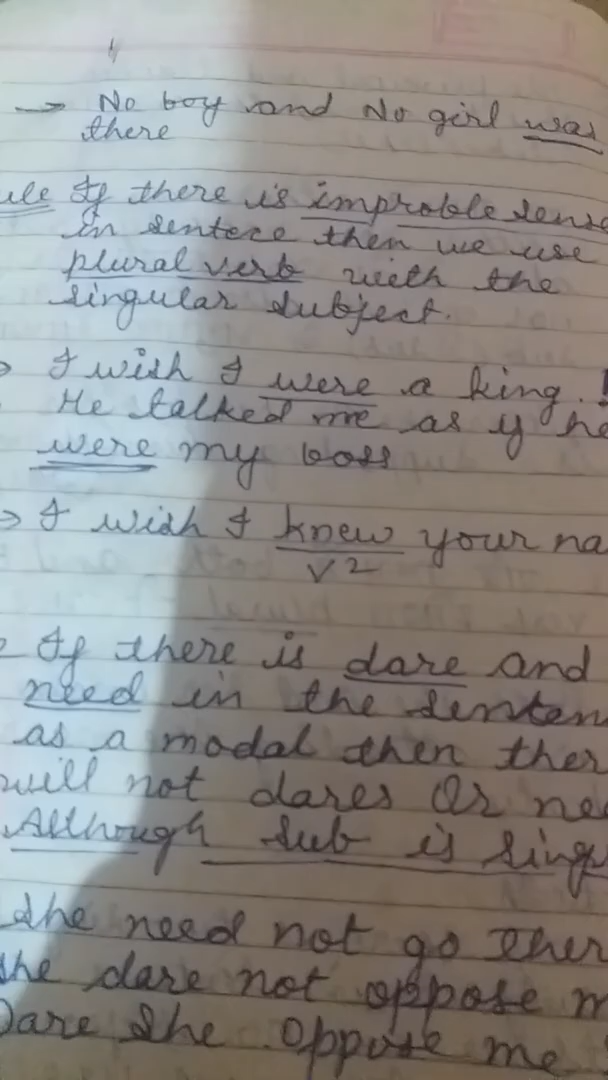 → No boy and No girl was
there
ule If there is improble sense
in sentece then we use
plural verb with the
singular subject.
I wish I were a king.!
He talked me as if he
were my boss
→ I wish I knew your na
V2
If there is dare and
need in the senten
as a modal then ther
will not dares or nee
Although sub is singu
She need not go ther
she dare not oppose m
Dare she oppose me